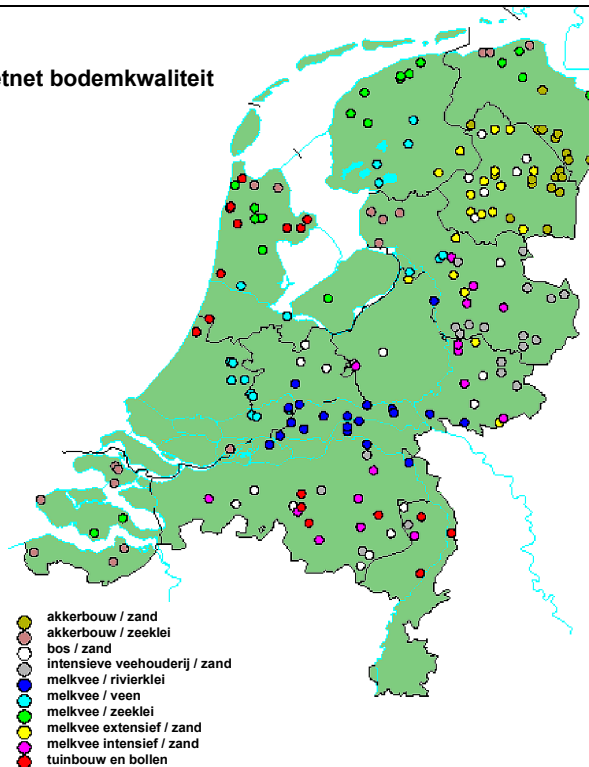 etnet bodemkwaliteit
akkerbouw / zand
akkerbouw / zeeklei
bos / zand
intensieve veehouderij / zand
melkvee / rivierklei
melkvee / veen
melkvee / zeeklei
melkvee extensief / zand
melkvee intensief / zand
tuinbouw en bollen